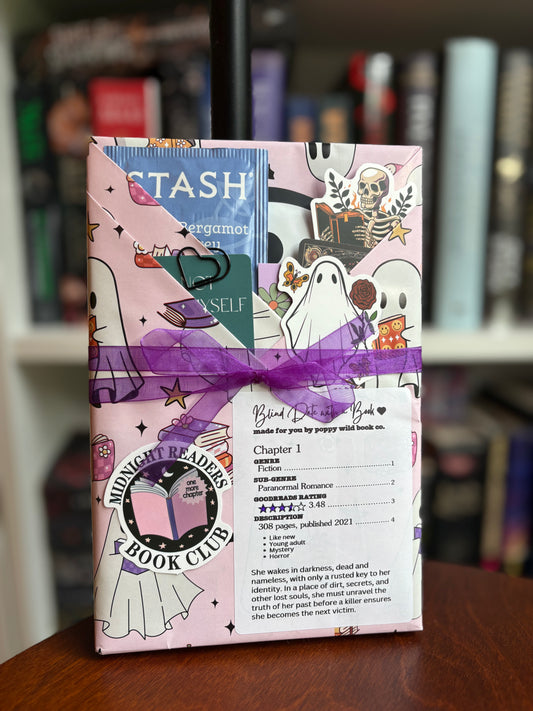 STASH
Bergamot
NOT
MYSELF
MIDNIGHT READERS
one
more
chapter
BOOK CLUB
Blind Date with a Book
made for you by poppy wild book co.
Chapter 1
GENRE
Fiction ........................................1
SUB-GENRE
Paranormal Romance ....................2
GOODREADS RATING
3.48 ....................3
DESCRIPTION
308 pages, published 2021 .............4
• Like new
• Young adult
• Mystery
• Horror
She wakes in darkness, dead and
nameless, with only a rusted key to her
identity. In a place of dirt, secrets, and
other lost souls, she must unravel the
truth of her past before a killer ensures
she becomes the next victim.